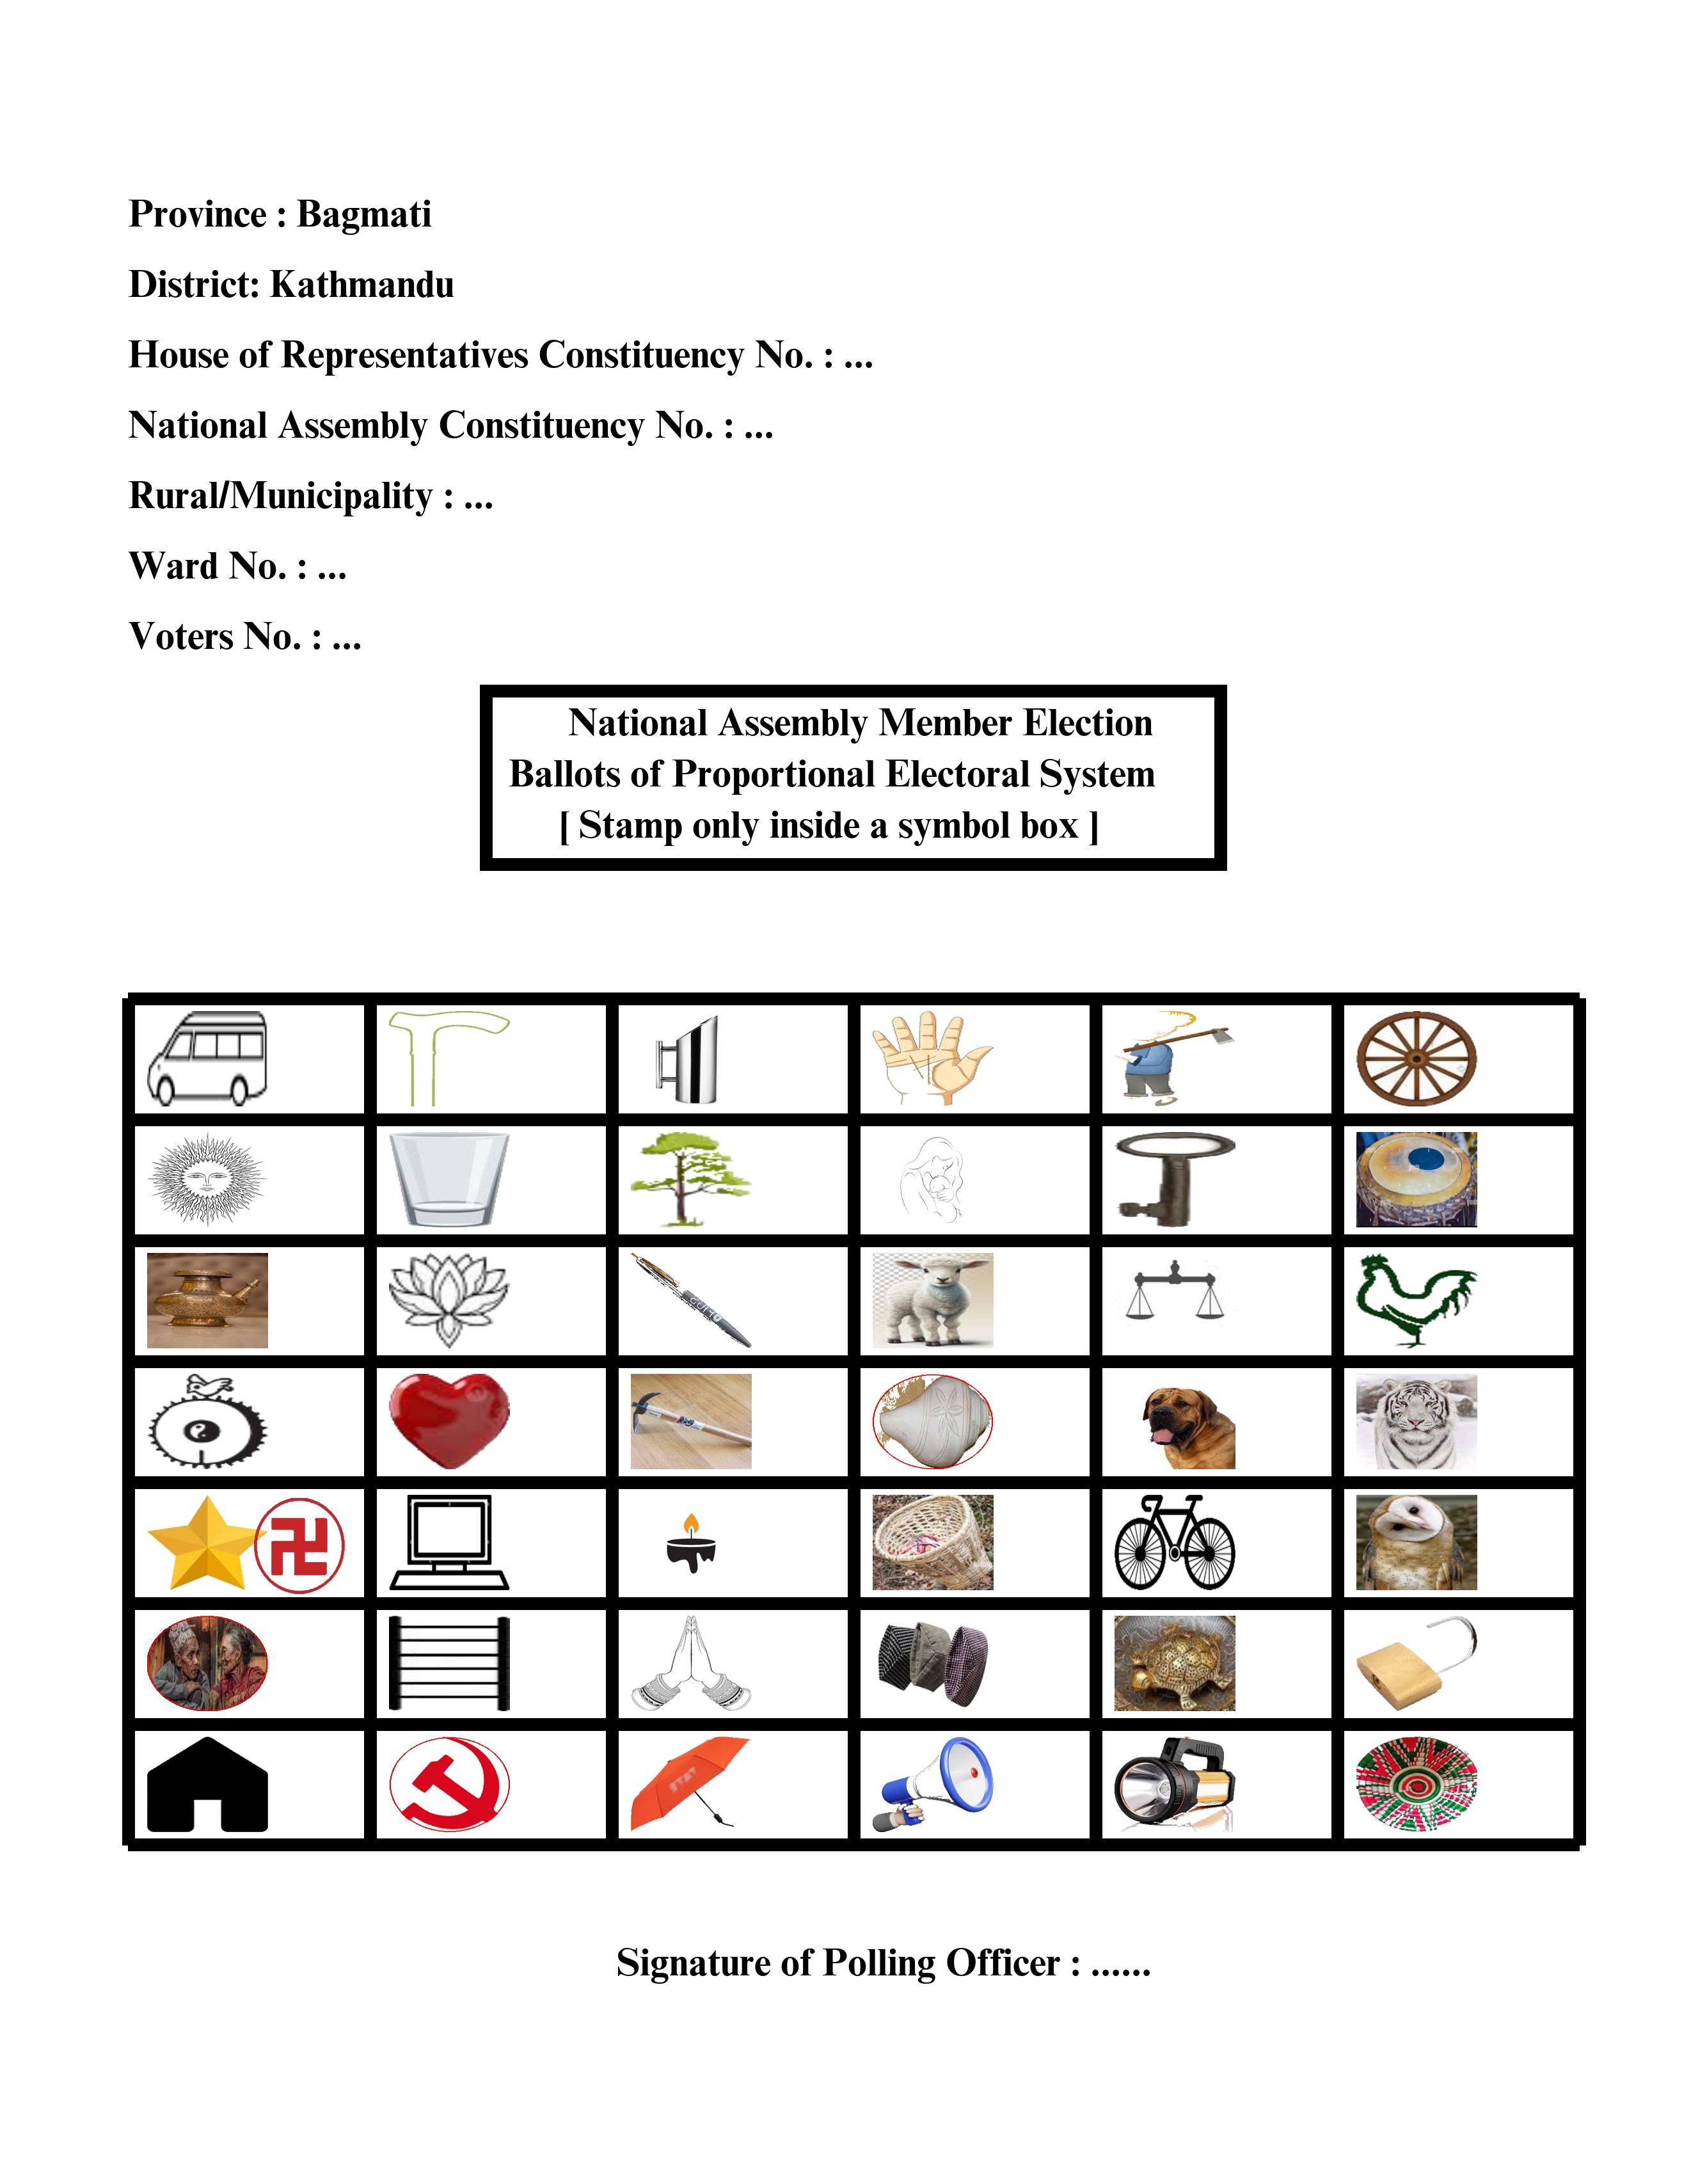 Province : Bagmati
District: Kathmandu
House of Representatives Constituency No. : ...
National Assembly Constituency No. : ...
Rural/Municipality : ...
Ward No. : ...
Voters No. : ...
National Assembly Member Election
Ballots of Proportional Electoral System
[ Stamp only inside a symbol box ]
Signature of Polling Officer : ......